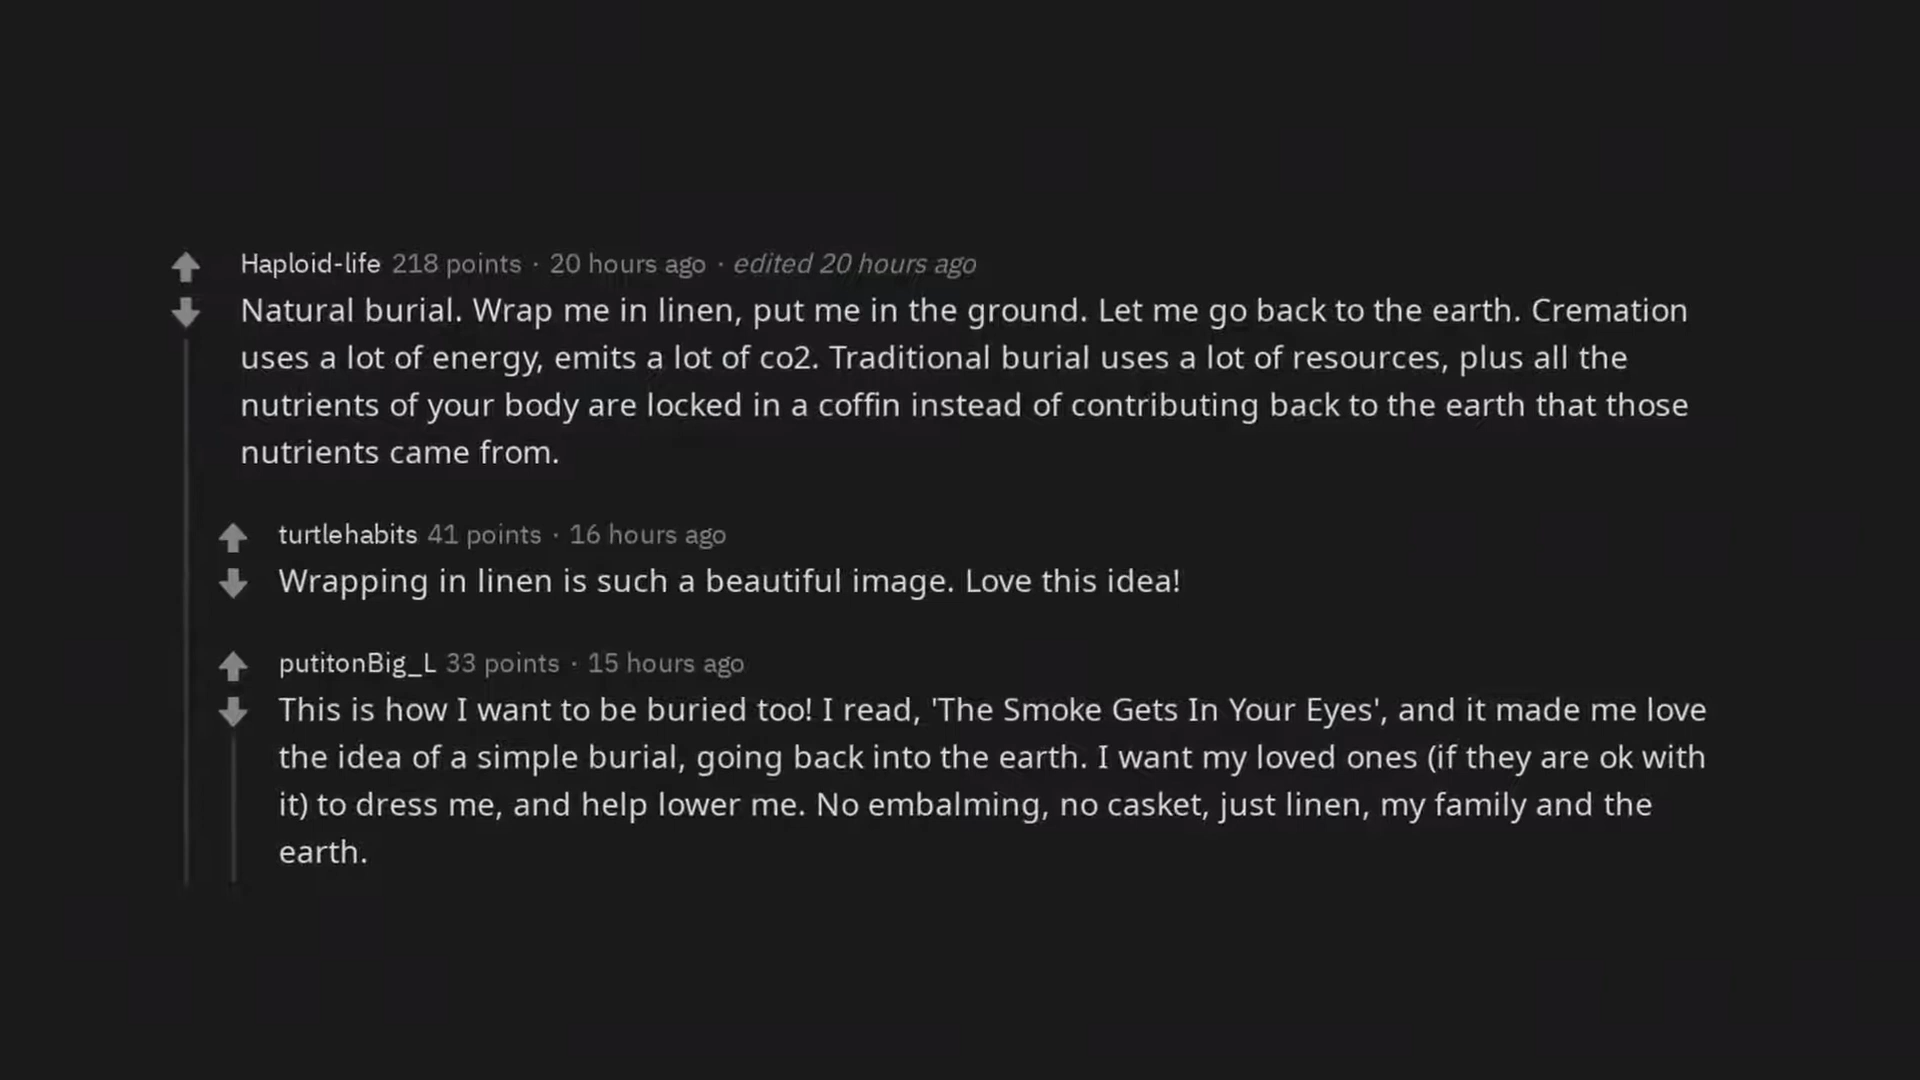 Haploid-life 218 points · 20 hours ago · edited 20 hours ago
Natural burial. Wrap me in linen, put me in the ground. Let me go back to the earth. Cremation
uses a lot of energy, emits a lot of co2. Traditional burial uses a lot of resources, plus all the
nutrients of your body are locked in a coffin instead of contributing back to the earth that those
nutrients came from.
turtlehabits 41 points · 16 hours ago
Wrapping in linen is such a beautiful image. Love this idea!
putitonBig_L 33 points · 15 hours ago
This is how I want to be buried too! I read, 'The Smoke Gets In Your Eyes', and it made me love
the idea of a simple burial, going back into the earth. I want my loved ones (if they are ok with
it) to dress me, and help lower me. No embalming, no casket, just linen, my family and the
earth.